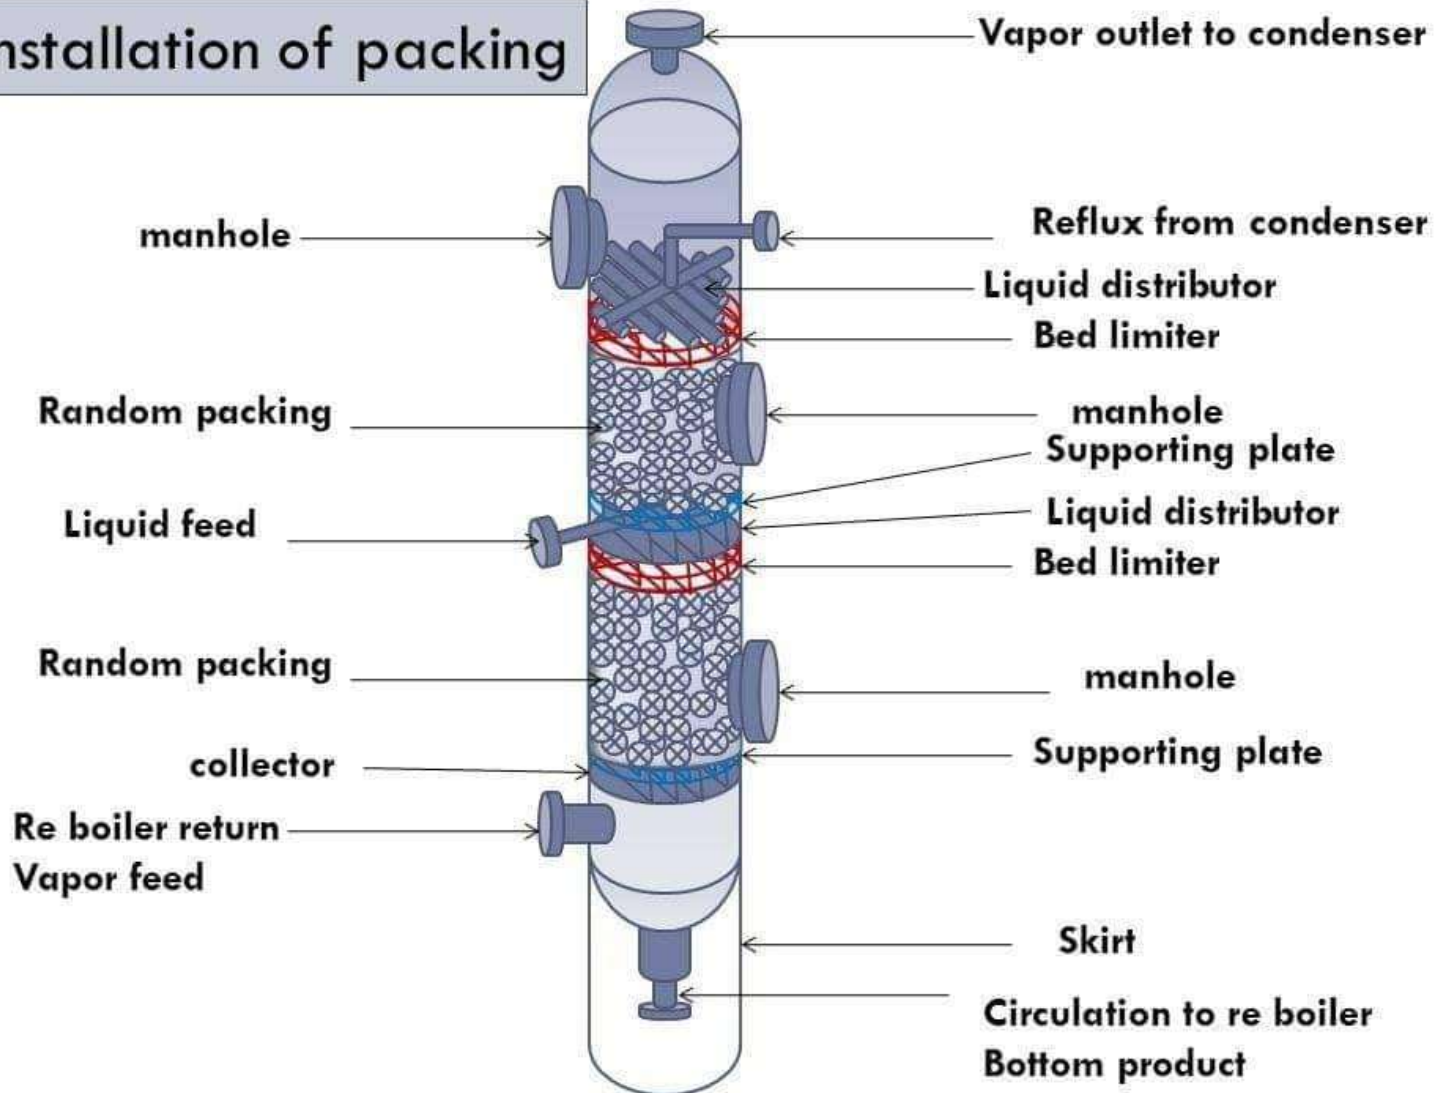 nstallation of packing
Vapor outlet to condenser
manhole
Reflux from condenser
Liquid distributor
Bed limiter
Random packing
manhole
Supporting plate
Liquid feed
Liquid distributor
Bed limiter
Random packing
manhole
collector
Supporting plate
Re boiler return
Vapor feed
Skirt
Circulation to re boiler
Bottom product